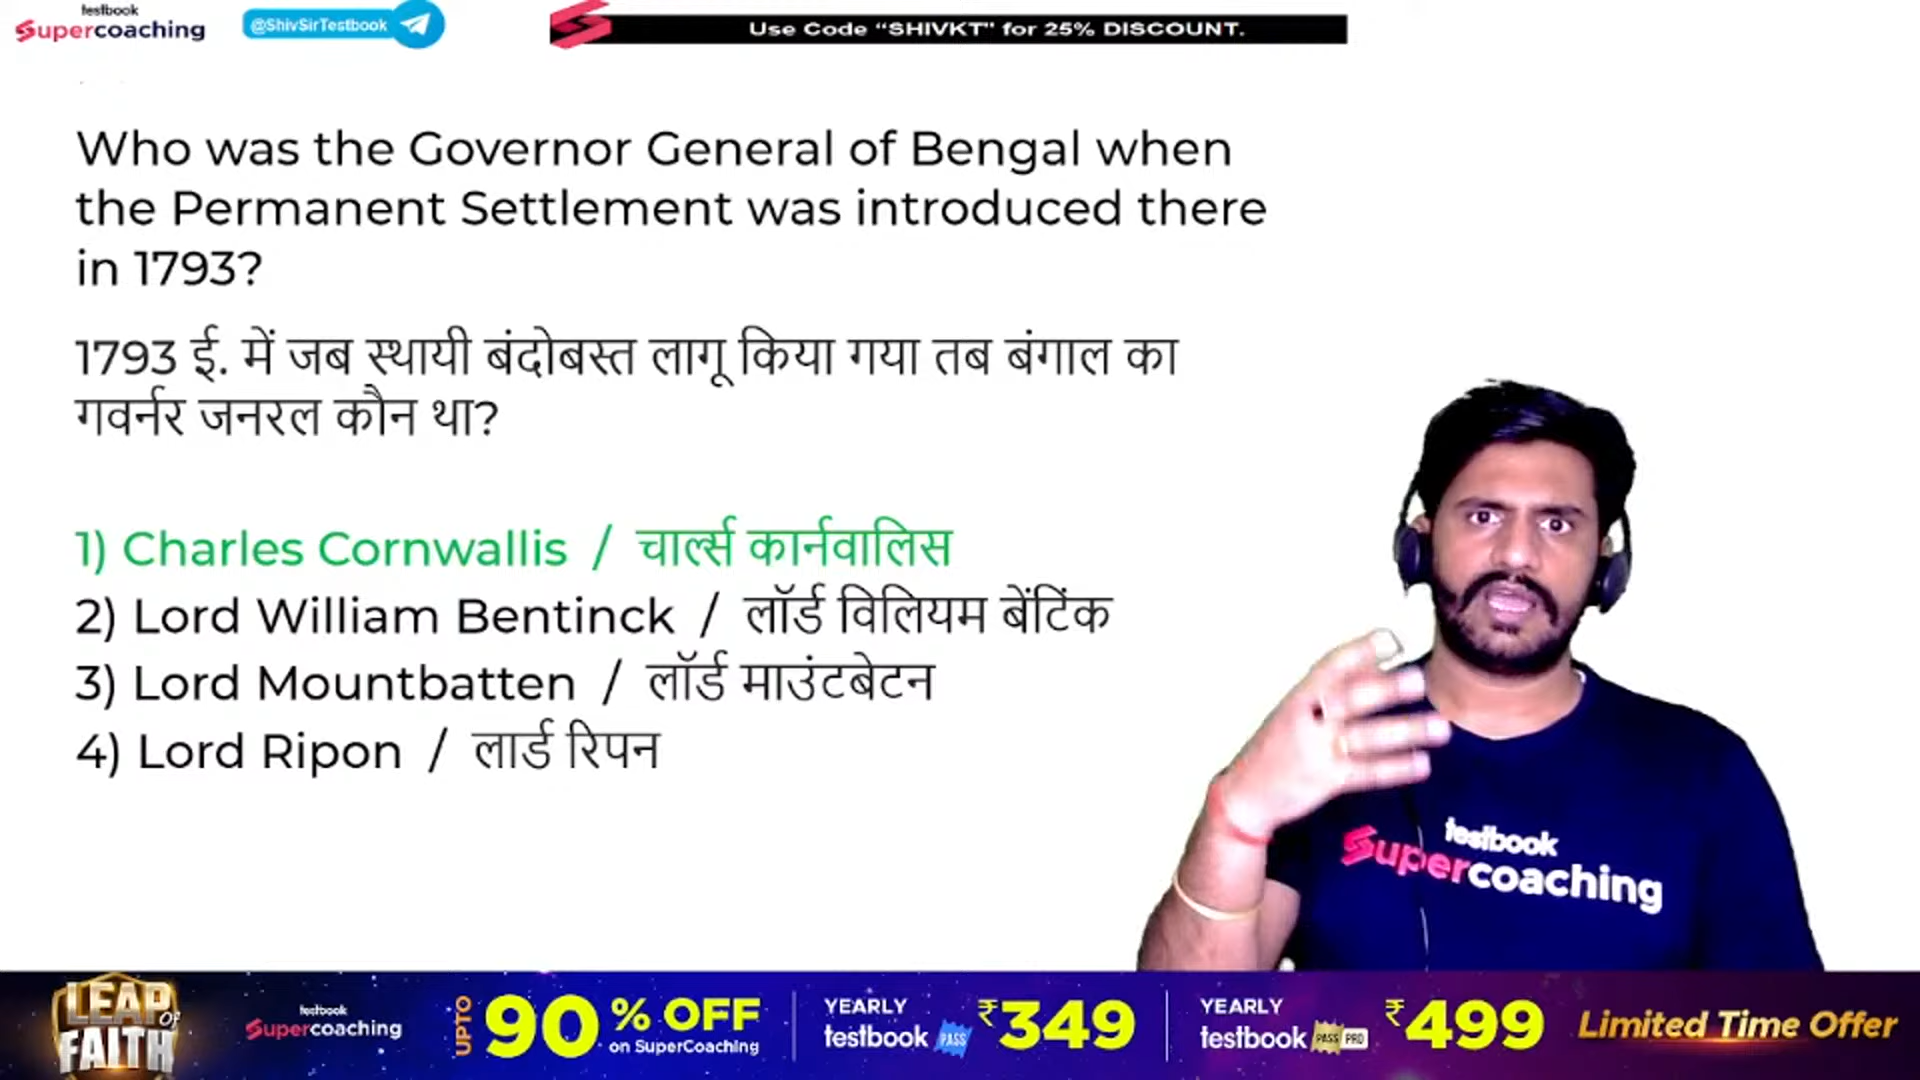 testbook
Supercoaching
@ShivSirTestbook
Use Code “SHIVKT” for 25% DISCOUNT.
Who was the Governor General of Bengal when
the Permanent Settlement was introduced there
in 1793?
1793 ई. में जब स्थायी बंदोबस्त लागू किया गया तब बंगाल का
गवर्नर जनरल कौन था?
1) Charles Cornwallis / चार्ल्स कार्नवालिस
2) Lord William Bentinck / लॉर्ड विलियम बेंटिंक
3) Lord Mountbatten / लॉर्ड माउंटबेटन
4) Lord Ripon / लार्ड रिपन
testbook
Supercoaching
LEAP OF
FAITH
testbook
Supercoaching
UPTO 90% OFF
on SuperCoaching
YEARLY
testbook PASS
₹349
YEARLY
testbook PASS PRO
₹499
Limited Time Offer